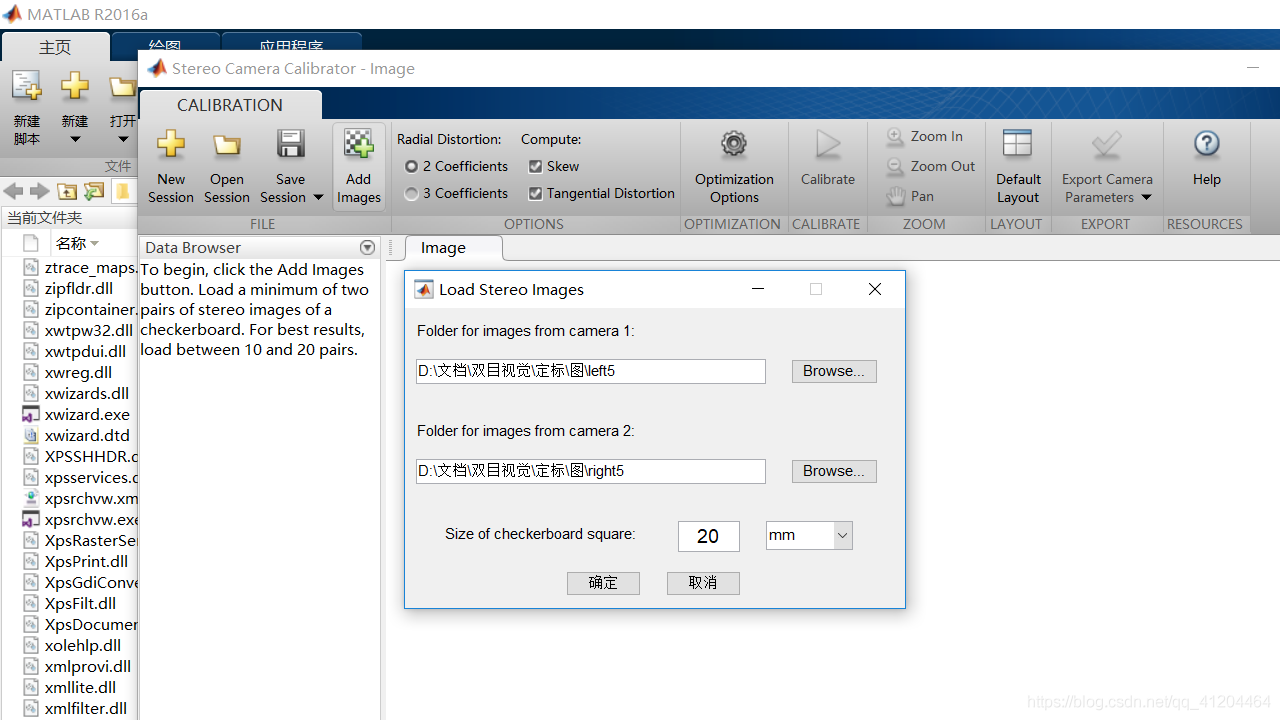 MATLAB R2016a
主页
绘图
应用程序
新建
脚本
新建
打开
文件
当前文件夹
名称
ztrace_maps.
zipfldr.dll
zipcontainer.
xwtpw32.dll
xwtpdui.dll
xwreg.dll
xwizards.dll
xwizard.exe
xwizard.dtd
XPSSHHDR.d
xpsservices.d
xpsrchvw.xm
xpsrchvw.exe
XpsRasterSe
XpsPrint.dll
XpsGdiConve
XpsFilt.dll
XpsDocumen
xolehlp.dll
xmlprovi.dll
xmllite.dll
xmlfilter.dll
Stereo Camera Calibrator - Image
CALIBRATION
New
Session
Open
Session
Save
Session
Add
Images
FILE
Radial Distortion:
2 Coefficients
3 Coefficients
Compute:
Skew
Tangential Distortion
OPTIONS
Optimization
Options
OPTIMIZATION
Calibrate
CALIBRATE
Zoom In
Zoom Out
Pan
ZOOM
Default
Layout
LAYOUT
Export Camera
Parameters
EXPORT
Help
RESOURCES
Data Browser
To begin, click the Add Images
button. Load a minimum of two
pairs of stereo images of a
checkerboard. For best results,
load between 10 and 20 pairs.
Image
Load Stereo Images
Folder for images from camera 1:
D:\文档\双目视觉\定标\图\left5
Browse...
Folder for images from camera 2:
D:\文档\双目视觉\定标\图\right5
Browse...
Size of checkerboard square:
20
mm
确定
取消
https://blog.csdn.net/qq_41204464